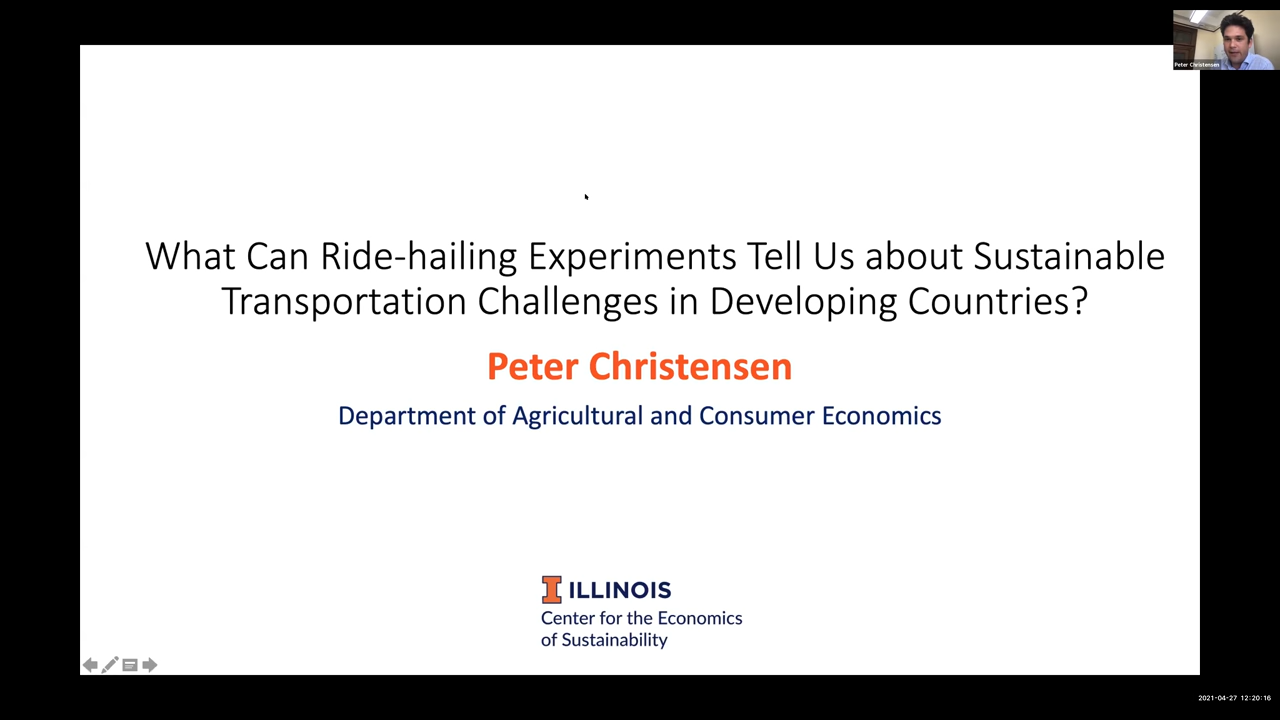 Peter Christensen
What Can Ride-hailing Experiments Tell Us about Sustainable
Transportation Challenges in Developing Countries?
Peter Christensen
Department of Agricultural and Consumer Economics
I ILLINOIS
Center for the Economics
of Sustainability
2021-04-27 12:20:16